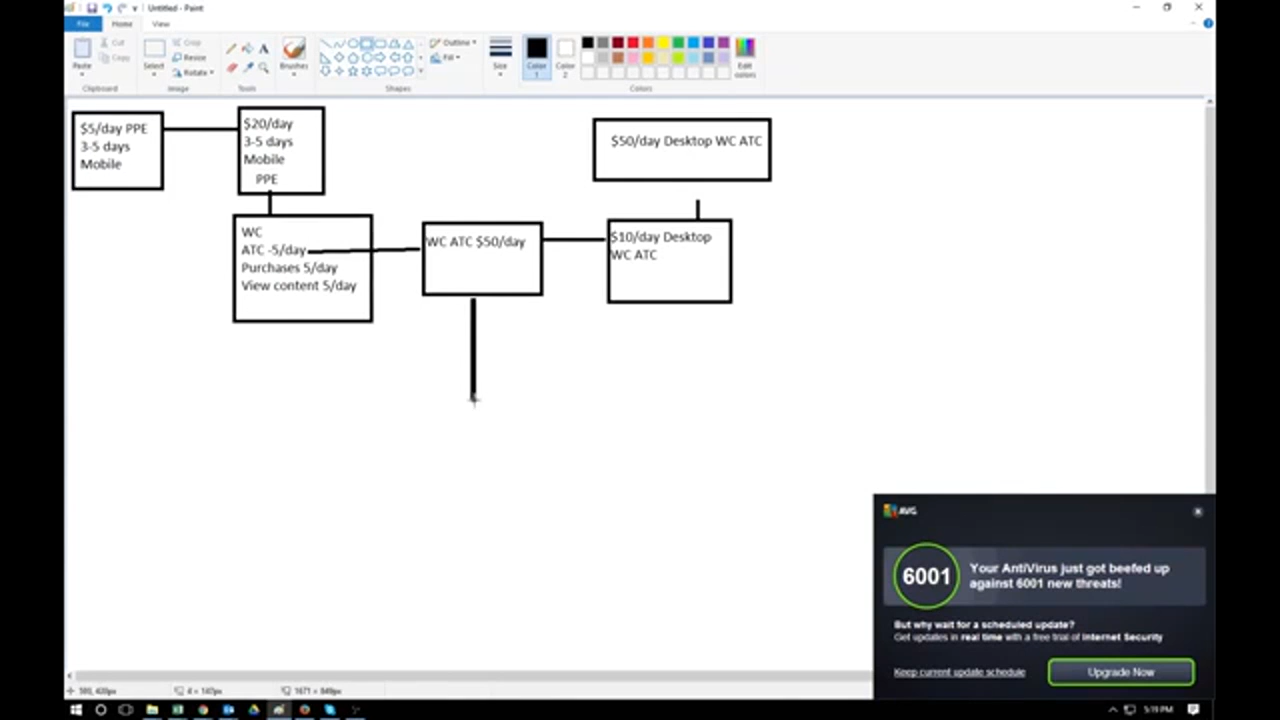 Untitled - Paint
File Home View
Paste
Cut
Copy
Clipboard
Select
Crop
Resize
Rotate
Image
A
Tools
Brushes
Outline
Fill
Shapes
Size
Color 1
Color 2
Edit colors
Colors
$5/day PPE
3-5 days
Mobile
$20/day
3-5 days
Mobile
PPE
$50/day Desktop WC ATC
WC
ATC -5/day
Purchases 5/day
View content 5/day
WC ATC $50/day
$10/day Desktop
WC ATC
AVG
6001
Your AntiVirus just got beefed up
against 6001 new threats!
But why wait for a scheduled update?
Get updates in real time with a free trial of Internet Security
Keep current update schedule
Upgrade Now
5:19 PM